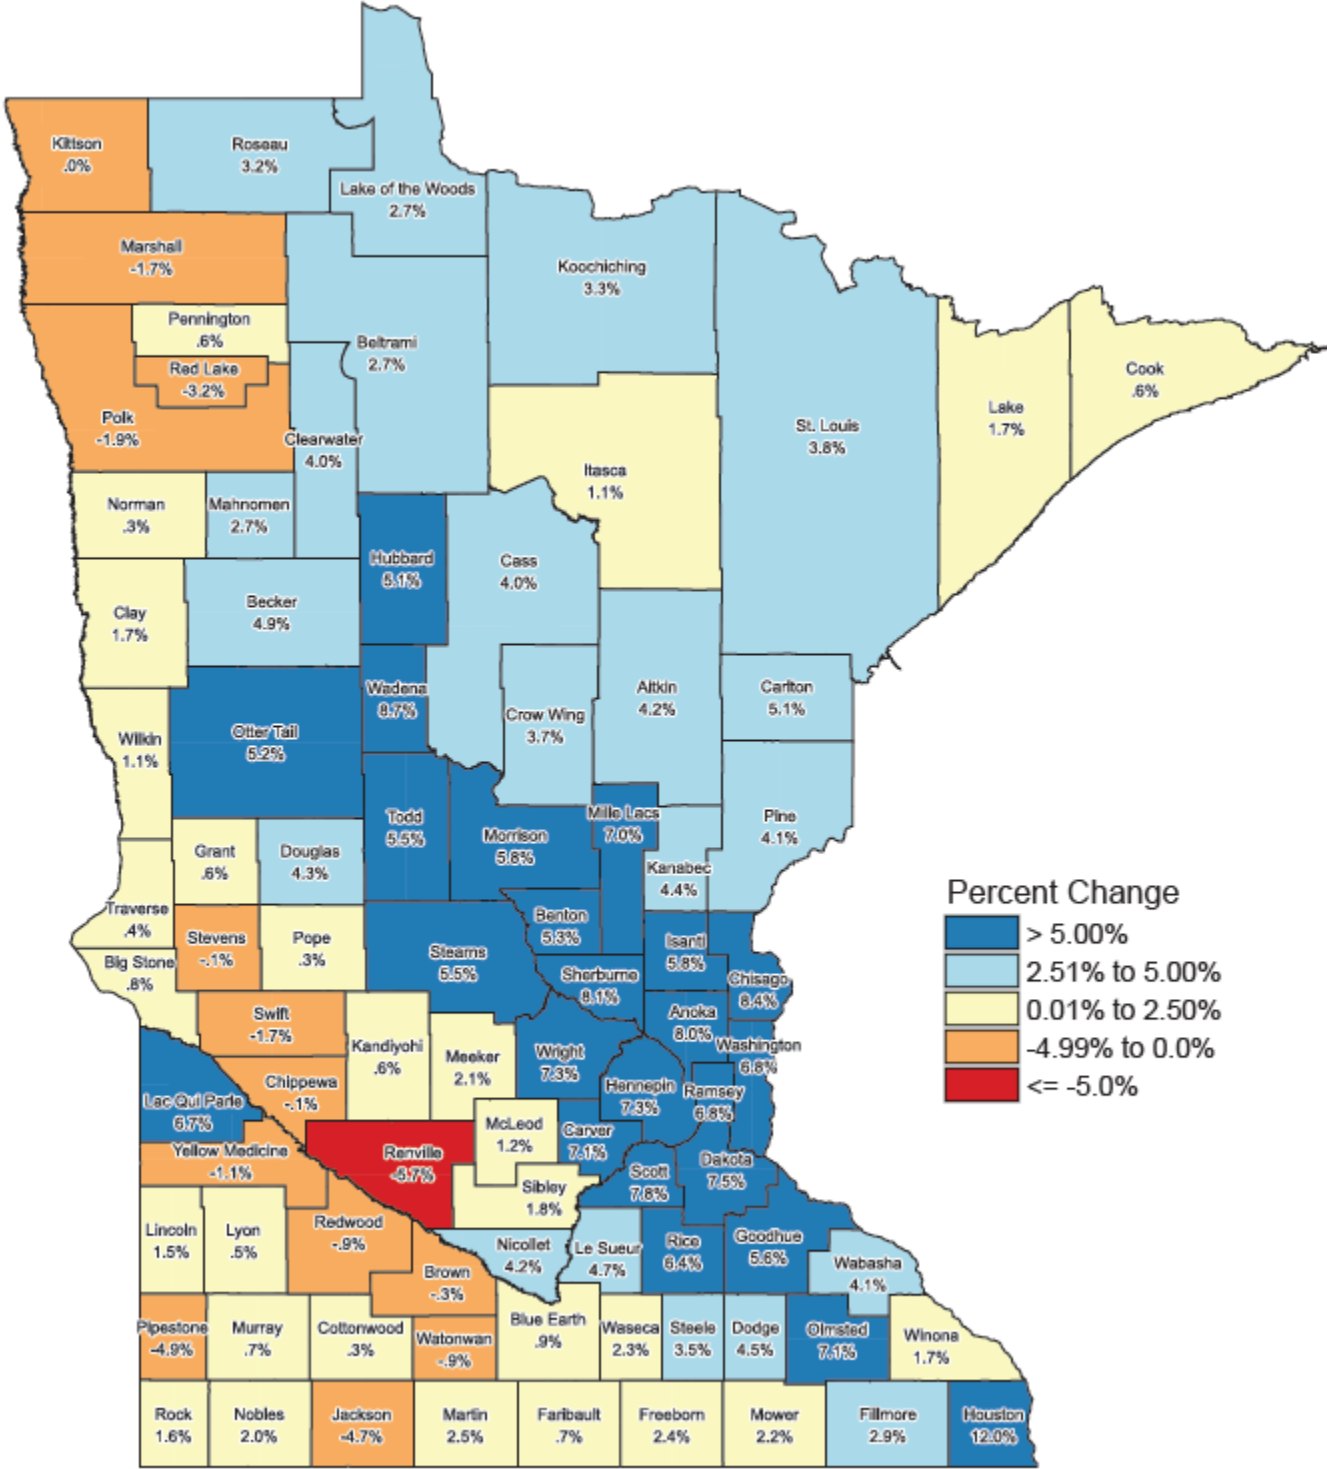 Kittson
.0%
Roseau
3.2%
Lake of the Woods
2.7%
Marshall
-1.7%
Koochiching
3.3%
Pennington
.6%
Beltrami
2.7%
Red Lake
-3.2%
Polk
-1.9%
Clearwater
4.0%
St. Louis
3.8%
Lake
1.7%
Cook
.6%
Itasca
1.1%
Norman
.3%
Mahnomen
2.7%
Hubbard
5.1%
Cass
4.0%
Clay
1.7%
Becker
4.9%
Wadena
8.7%
Crow Wing
3.7%
Aitkin
4.2%
Carlton
5.1%
Wilkin
1.1%
Otter Tail
5.2%
Todd
5.5%
Morrison
5.8%
Mille Lacs
7.0%
Pine
4.1%
Grant
.6%
Douglas
4.3%
Kanabec
4.4%
Traverse
.4%
Stevens
-.1%
Pope
.3%
Stearns
5.5%
Benton
5.3%
Isanti
5.8%
Big Stone
.8%
Sherburne
8.1%
Chisago
8.4%
Swift
-1.7%
Kandiyohi
.6%
Meeker
2.1%
Wright
7.3%
Anoka
8.0%
Washington
6.8%
Lac Qui Parle
6.7%
Chippewa
-.1%
Hennepin
7.3%
Ramsey
6.8%
Yellow Medicine
-1.1%
Renville
-5.7%
McLeod
1.2%
Carver
7.1%
Scott
7.8%
Dakota
7.5%
Sibley
1.8%
Lincoln
1.5%
Lyon
.5%
Redwood
-.9%
Brown
-.3%
Nicollet
4.2%
Le Sueur
4.7%
Rice
6.4%
Goodhue
5.6%
Wabasha
4.1%
Pipestone
-4.9%
Murray
.7%
Cottonwood
.3%
Watonwan
-.9%
Blue Earth
.9%
Waseca
2.3%
Steele
3.5%
Dodge
4.5%
Olmsted
7.1%
Winona
1.7%
Rock
1.6%
Nobles
2.0%
Jackson
-4.7%
Martin
2.5%
Faribault
.7%
Freeborn
2.4%
Mower
2.2%
Fillmore
2.9%
Houston
12.0%
Percent Change
> 5.00%
2.51% to 5.00%
0.01% to 2.50%
-4.99% to 0.0%
<= -5.0%